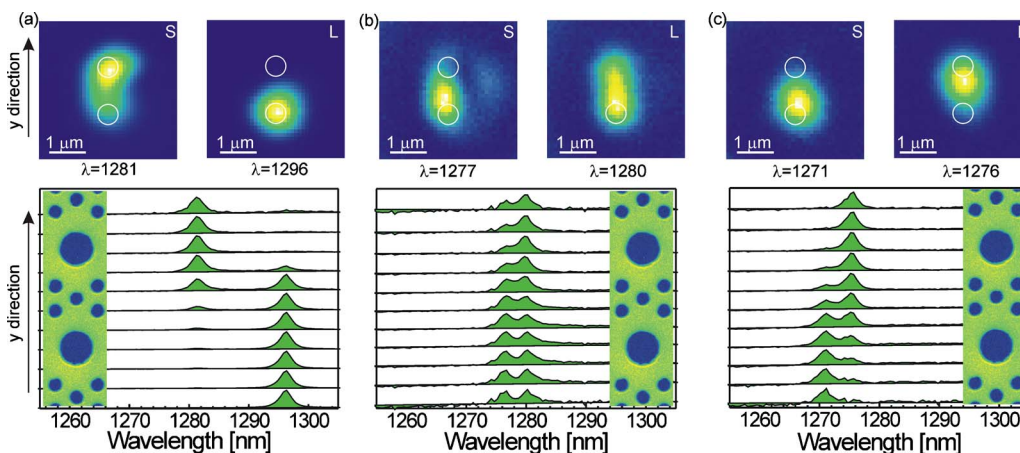 (a)
S
L
y direction
1 μm
1 μm
λ=1281
λ=1296
(b)
S
L
1 μm
1 μm
λ=1277
λ=1280
(c)
S
1 μm
1 μm
λ=1271
λ=1276
y direction
1260 1270 1280 1290 1300
Wavelength [nm]
1260 1270 1280 1290 1300
Wavelength [nm]
1260 1270 1280 1290 1300
Wavelength [nm]